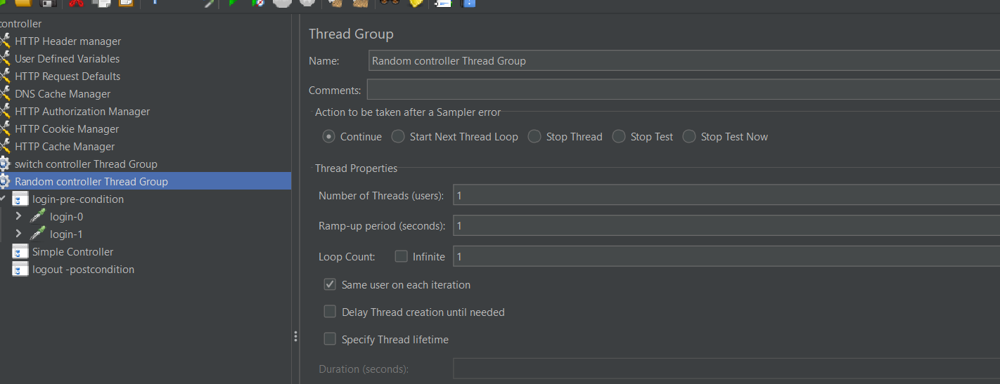 controller
HTTP Header manager
User Defined Variables
HTTP Request Defaults
DNS Cache Manager
HTTP Authorization Manager
HTTP Cookie Manager
HTTP Cache Manager
switch controller Thread Group
Random controller Thread Group
login-pre-condition
login-0
login-1
Simple Controller
logout -postcondition
Thread Group
Name: Random controller Thread Group
Comments:
Action to be taken after a Sampler error
Continue Start Next Thread Loop Stop Thread Stop Test Stop Test Now
Thread Properties
Number of Threads (users): 1
Ramp-up period (seconds): 1
Loop Count: Infinite 1
Same user on each iteration
Delay Thread creation until needed
Specify Thread lifetime
Duration (seconds):